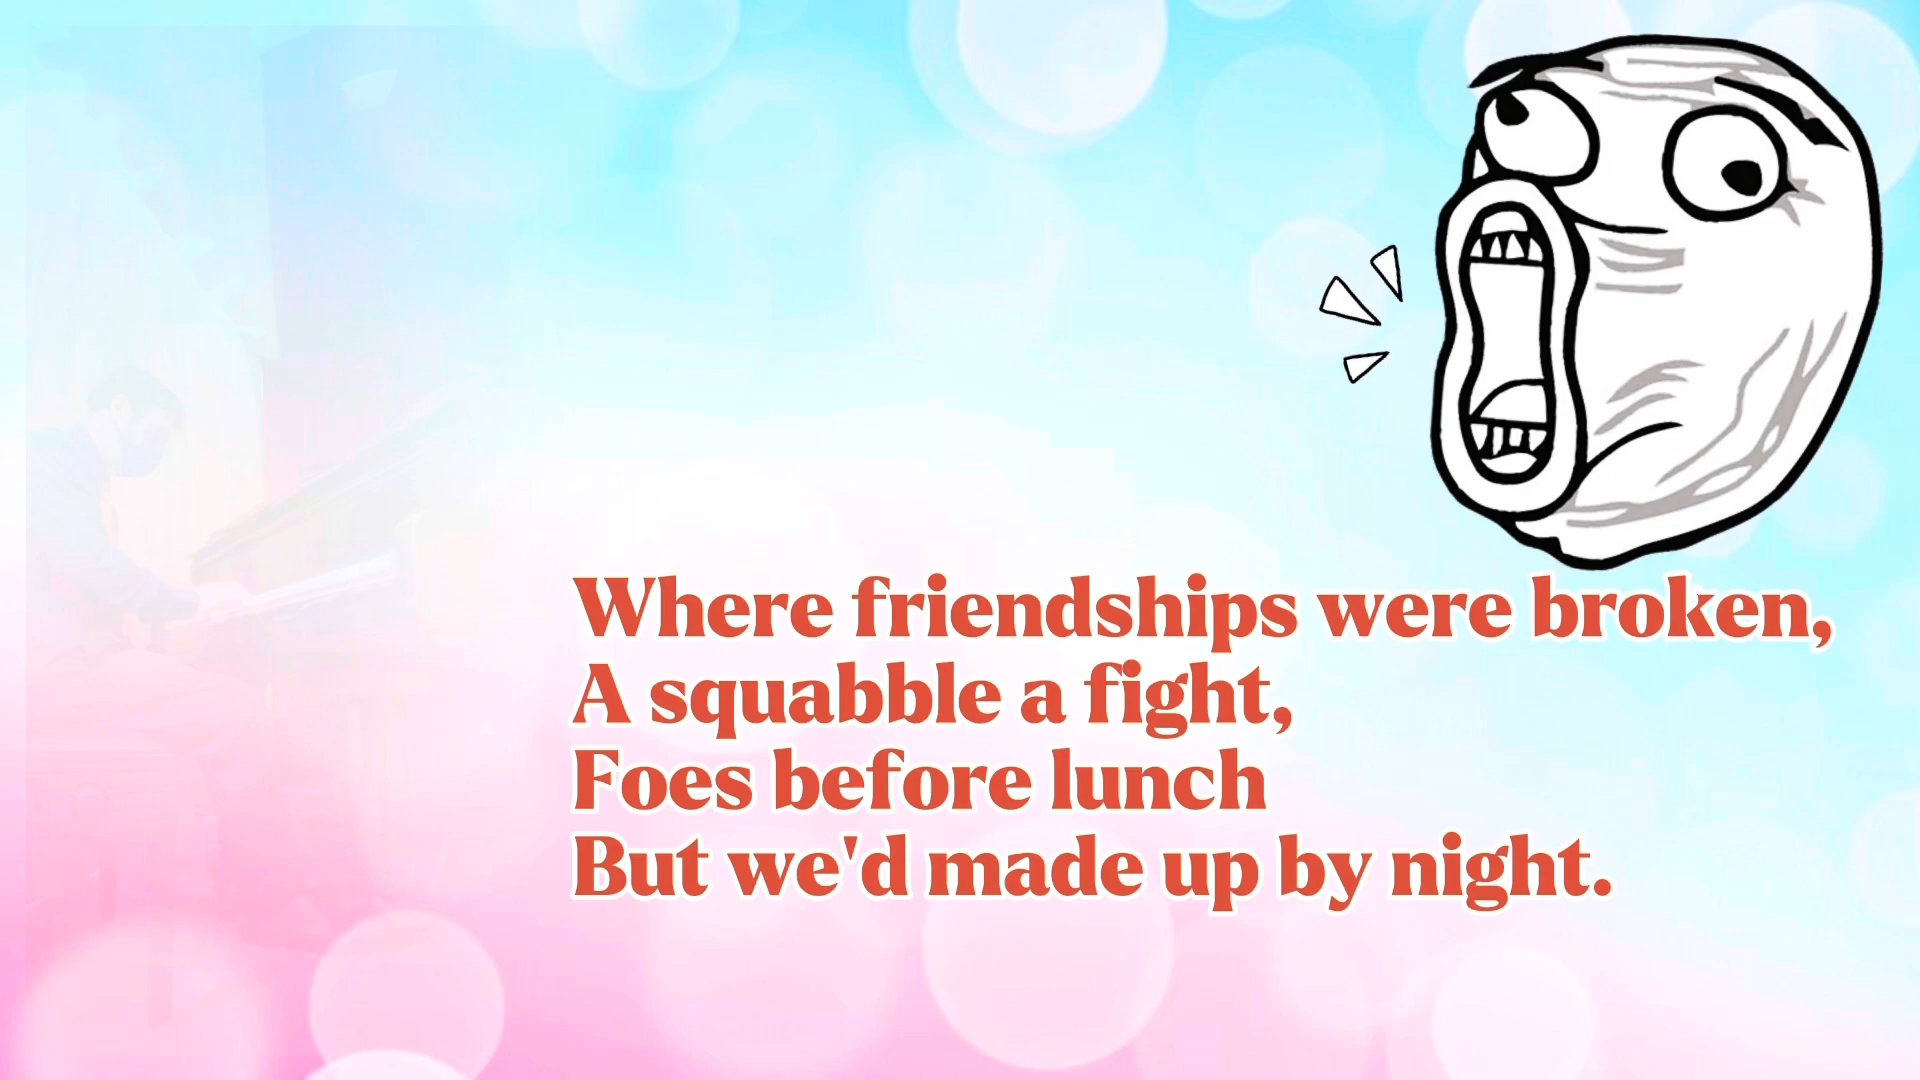 Where friendships were broken,
A squabble a fight,
Foes before lunch
But we'd made up by night.